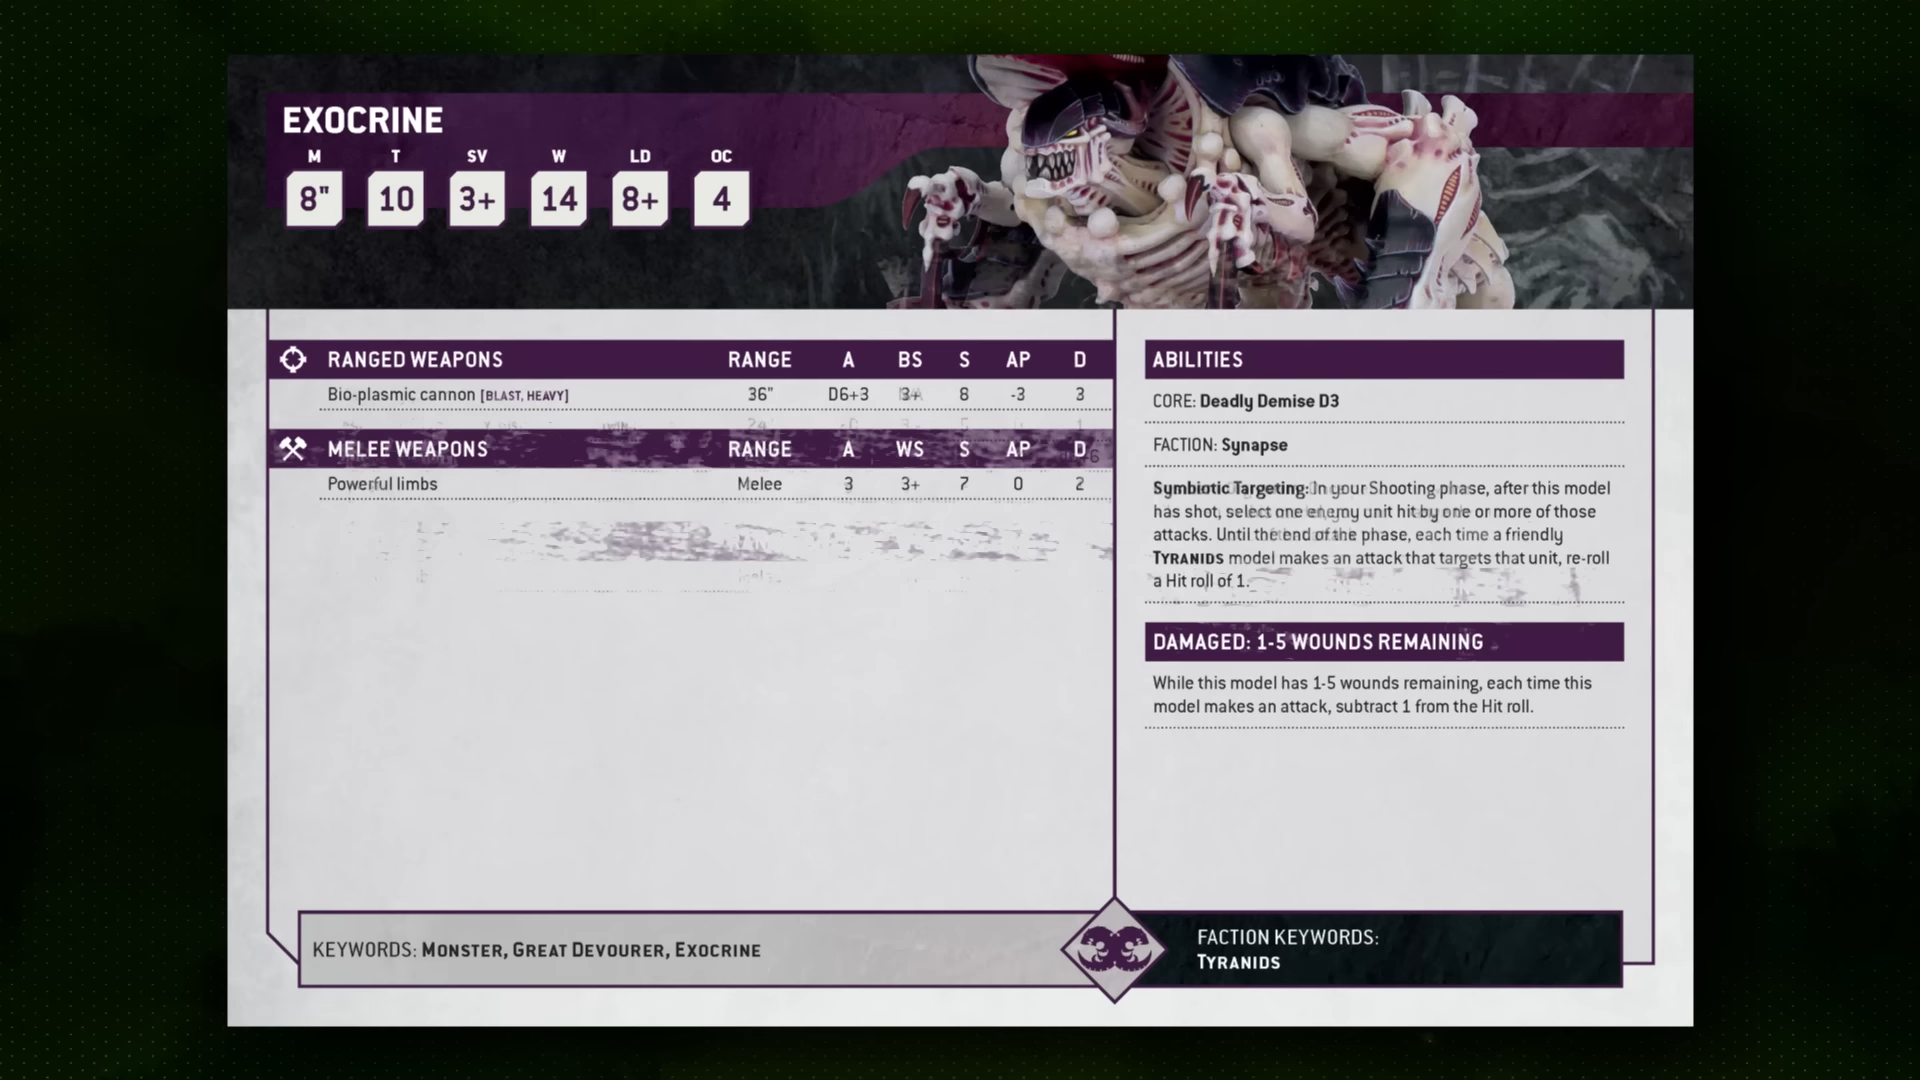 EXOCRINE
M T SV W LD OC
8" 10 3+ 14 8+ 4
RANGED WEAPONS RANGE A BS S AP D
Bio-plasmic cannon [BLAST, HEAVY] 36" D6+3 3+ 8 -3 3
MELEE WEAPONS RANGE A WS S AP D
Powerful limbs Melee 3 3+ 7 0 2
ABILITIES
CORE: Deadly Demise D3
FACTION: Synapse
Symbiotic Targeting: In your Shooting phase, after this model
has shot, select one enemy unit hit by one or more of those
attacks. Until the end of the phase, each time a friendly
TYRANIDS model makes an attack that targets that unit, re-roll
a Hit roll of 1.
DAMAGED: 1-5 WOUNDS REMAINING
While this model has 1-5 wounds remaining, each time this
model makes an attack, subtract 1 from the Hit roll.
KEYWORDS: MONSTER, GREAT DEVOURER, EXOCRINE
FACTION KEYWORDS:
TYRANIDS